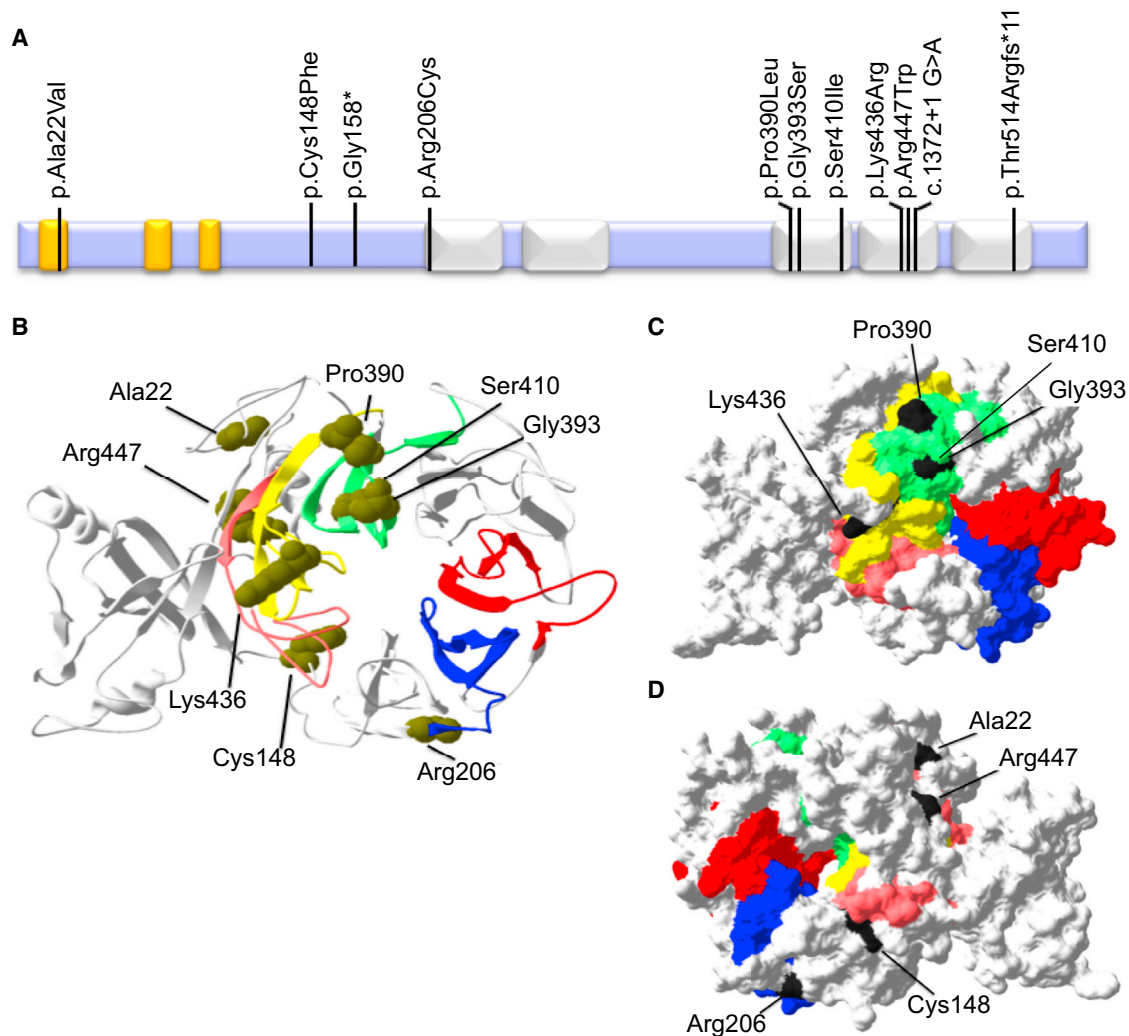 A
p.Ala22Val
p.Cys148Phe
p.Gly158*
p.Arg206Cys
p.Pro390Leu
p.Gly393Ser
p.Ser410Ile
p.Lys436Arg
p.Arg447Trp
c.1372+1 G>A
p.Thr514Argfs*11
B
Ala22
Arg447
Pro390
Ser410
Gly393
Lys436
Cys148
Arg206
C
Pro390
Ser410
Gly393
Lys436
D
Ala22
Arg447
Cys148
Arg206